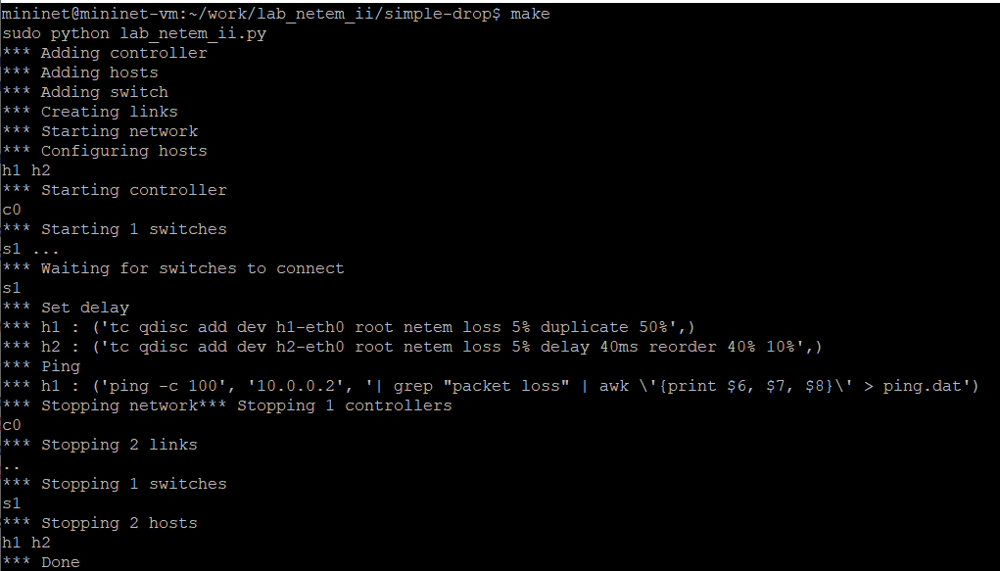 mininet@mininet-vm:~/work/lab_netem_ii/simple-drop$ make
sudo python lab_netem_ii.py
*** Adding controller
*** Adding hosts
*** Adding switch
*** Creating links
*** Starting network
*** Configuring hosts
h1 h2
*** Starting controller
c0
*** Starting 1 switches
s1 ...
*** Waiting for switches to connect
s1
*** Set delay
*** h1 : ('tc qdisc add dev h1-eth0 root netem loss 5% duplicate 50%',)
*** h2 : ('tc qdisc add dev h2-eth0 root netem loss 5% delay 40ms reorder 40% 10%',)
*** Ping
*** h1 : ('ping -c 100', '10.0.0.2', '| grep "packet loss" | awk \'{print $6, $7, $8}\' > ping.dat')
*** Stopping network*** Stopping 1 controllers
c0
*** Stopping 2 links
..
*** Stopping 1 switches
s1
*** Stopping 2 hosts
h1 h2
*** Done